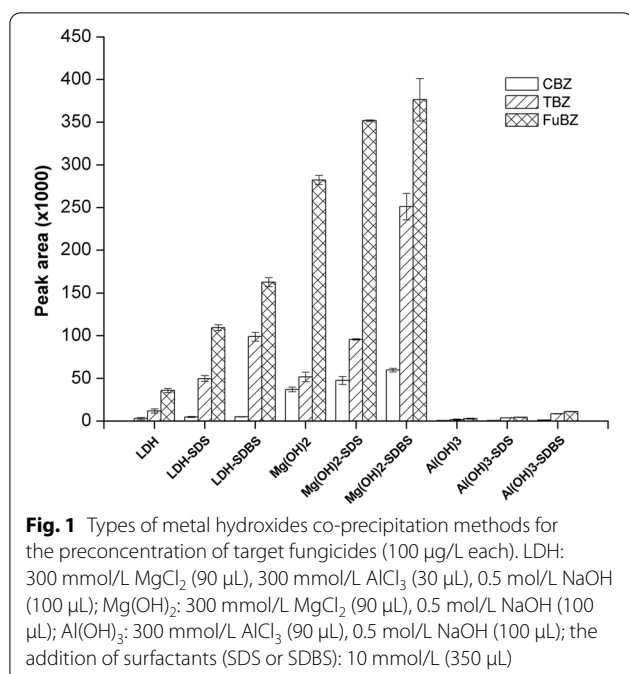 450
400
350
300
250
200
150
100
50
0
Peak area (x1000)
CBZ
TBZ
FuBZ
LDH
LDH-SDS
LDH-SDBS
Mg(OH)2
Mg(OH)2-SDS
Mg(OH)2-SDBS
Al(OH)3
Al(OH)3-SDS
Al(OH)3-SDBS
Fig. 1 Types of metal hydroxides co-precipitation methods for
the preconcentration of target fungicides (100 μg/L each). LDH:
300 mmol/L MgCl₂ (90 μL), 300 mmol/L AlCl₃ (30 μL), 0.5 mol/L NaOH
(100 μL); Mg(OH)₂: 300 mmol/L MgCl₂ (90 μL), 0.5 mol/L NaOH (100
μL); Al(OH)₃: 300 mmol/L AlCl₃ (90 μL), 0.5 mol/L NaOH (100 μL); the
addition of surfactants (SDS or SDBS): 10 mmol/L (350 μL)